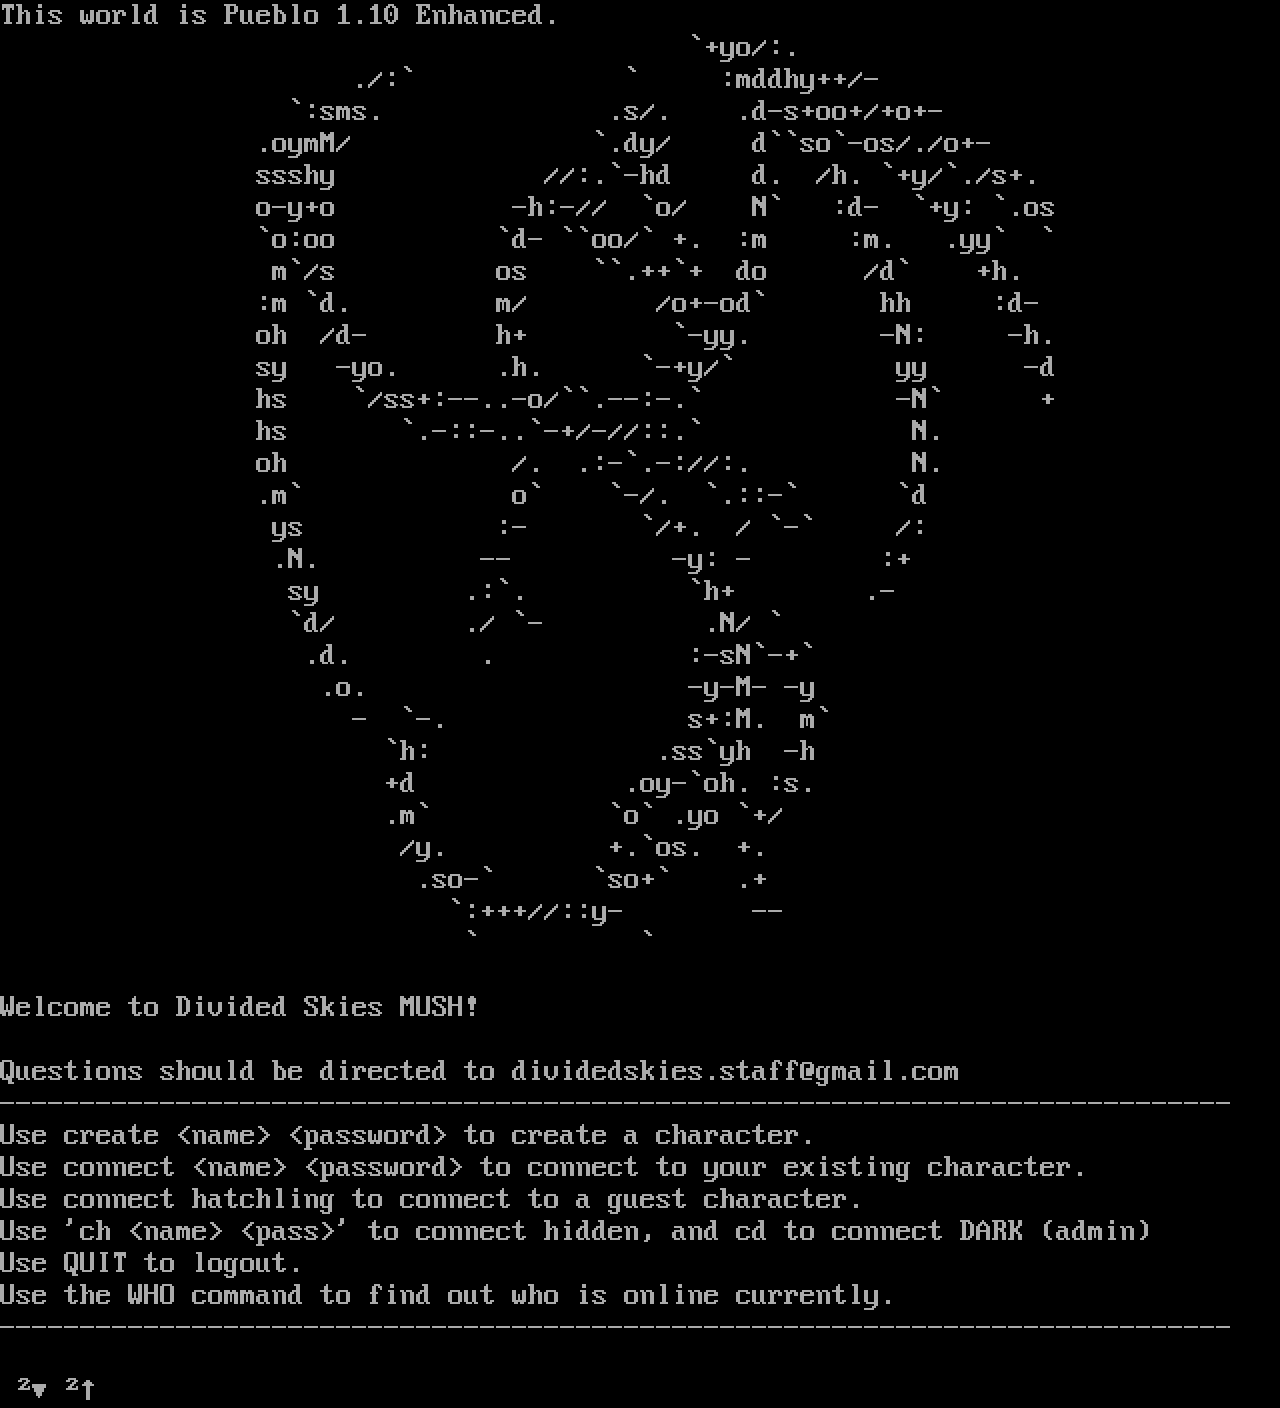 This world is Pueblo 1.10 Enhanced.
Welcome to Divided Skies MUSH!
Questions should be directed to dividedskies.staff@gmail.com
Use create <name> <password> to create a character.
Use connect <name> <password> to connect to your existing character.
Use connect hatchling to connect to a guest character.
Use 'ch <name> <pass>' to connect hidden, and cd to connect DARK (admin)
Use QUIT to logout.
Use the WHO command to find out who is online currently.
²▼ ²↑